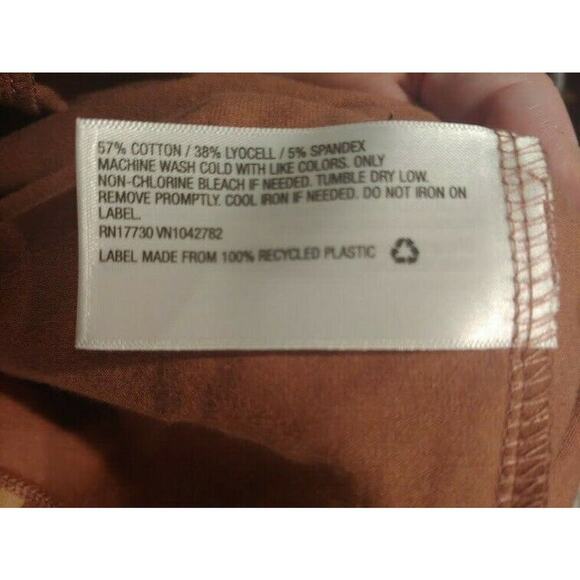 57% COTTON / 38% LYOCELL / 5% SPANDEX
MACHINE WASH COLD WITH LIKE COLORS. ONLY
NON-CHLORINE BLEACH IF NEEDED. TUMBLE DRY LOW.
REMOVE PROMPTLY. COOL IRON IF NEEDED. DO NOT IRON ON
LABEL.
RN17730 VN1042782
LABEL MADE FROM 100% RECYCLED PLASTIC